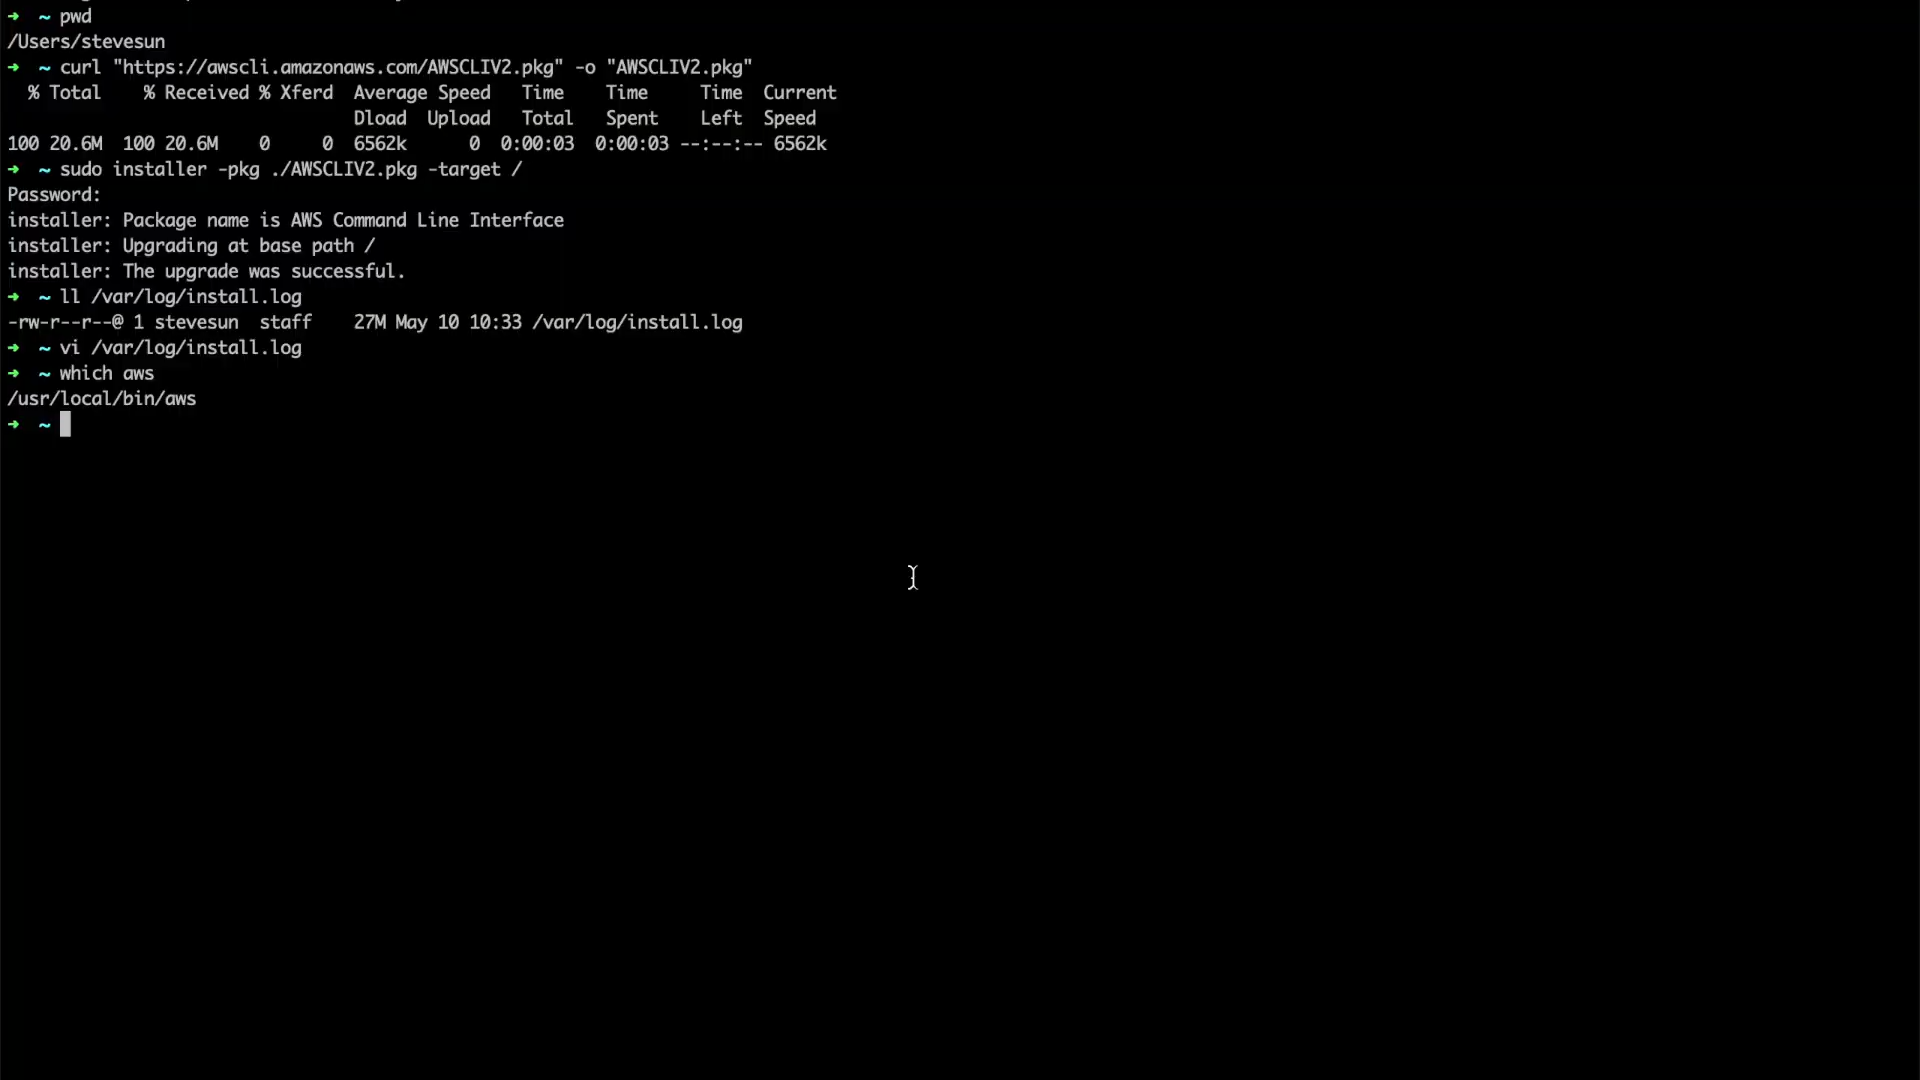 ➜  ~ pwd
/Users/stevesun
➜  ~ curl "https://awscli.amazonaws.com/AWSCLIV2.pkg" -o "AWSCLIV2.pkg"
  % Total    % Received % Xferd  Average Speed   Time    Time     Time  Current
                                 Dload  Upload   Total   Spent    Left  Speed
100 20.6M  100 20.6M    0     0  6562k      0  0:00:03  0:00:03 --:--:-- 6562k
➜  ~ sudo installer -pkg ./AWSCLIV2.pkg -target /
Password:
installer: Package name is AWS Command Line Interface
installer: Upgrading at base path /
installer: The upgrade was successful.
➜  ~ ll /var/log/install.log
-rw-r--r--@ 1 stevesun  staff    27M May 10 10:33 /var/log/install.log
➜  ~ vi /var/log/install.log
➜  ~ which aws
/usr/local/bin/aws
➜  ~